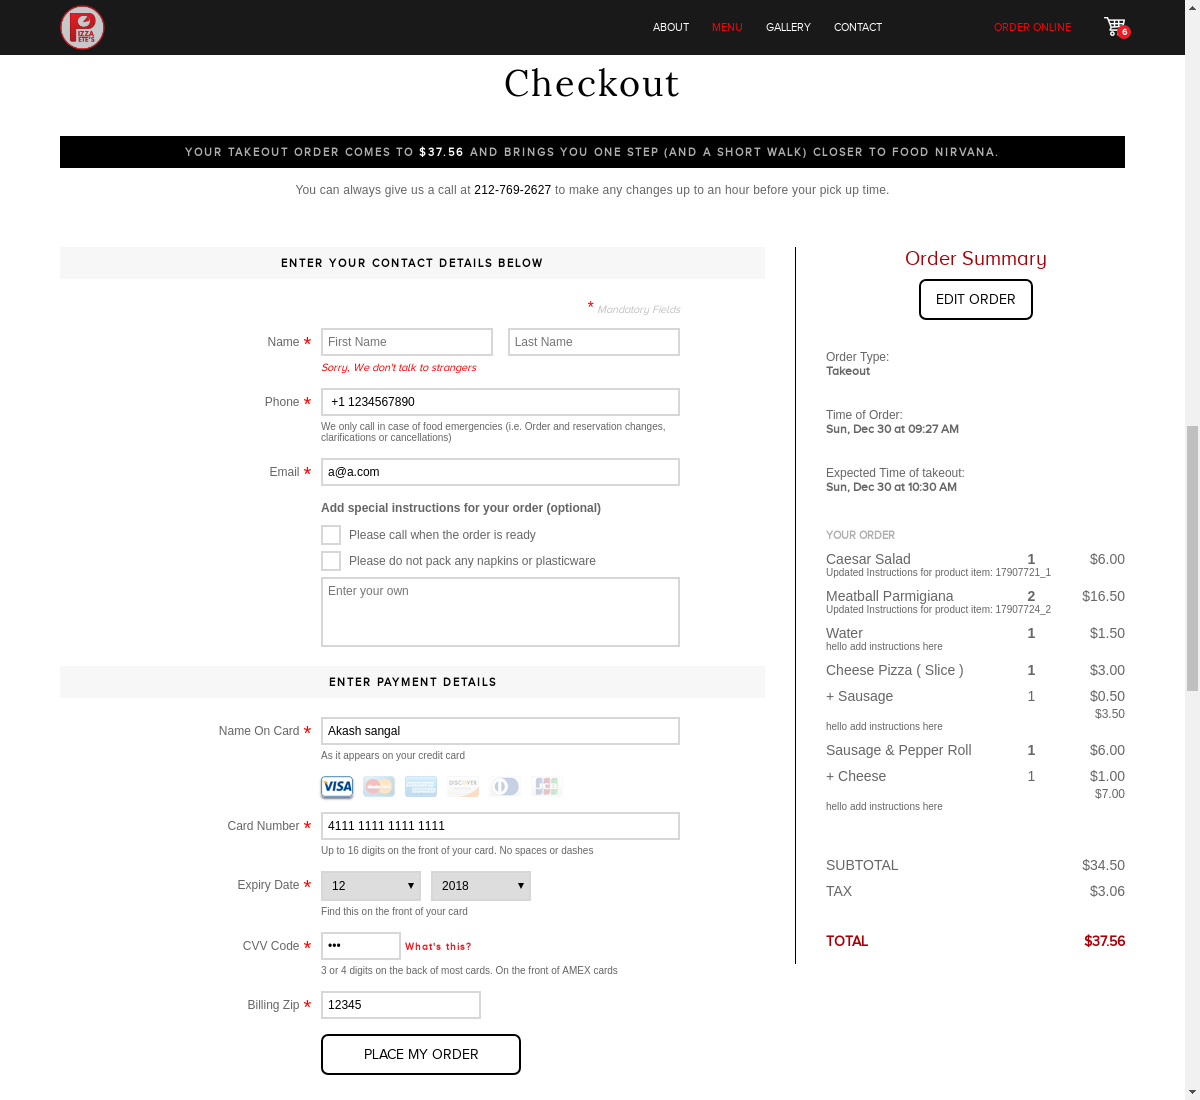 PIZZA ETE'S
ABOUT MENU GALLERY CONTACT ORDER ONLINE 6
Checkout
YOUR TAKEOUT ORDER COMES TO $37.56 AND BRINGS YOU ONE STEP (AND A SHORT WALK) CLOSER TO FOOD NIRVANA.
You can always give us a call at 212-769-2627 to make any changes up to an hour before your pick up time.
ENTER YOUR CONTACT DETAILS BELOW
* Mandatory Fields
Name * First Name Last Name
Sorry, We don't talk to strangers
Phone * +1 1234567890
We only call in case of food emergencies (i.e. Order and reservation changes,
clarifications or cancellations)
Email * a@a.com
Add special instructions for your order (optional)
Please call when the order is ready
Please do not pack any napkins or plasticware
Enter your own
ENTER PAYMENT DETAILS
Name On Card * Akash sangal
As it appears on your credit card
VISA MasterCard AMERICAN EXPRESS DISCOVER JCB
Card Number * 4111 1111 1111 1111
Up to 16 digits on the front of your card. No spaces or dashes
Expiry Date * 12 2018
Find this on the front of your card
CVV Code * ••• What's this?
3 or 4 digits on the back of most cards. On the front of AMEX cards
Billing Zip * 12345
PLACE MY ORDER
Order Summary
EDIT ORDER
Order Type:
Takeout
Time of Order:
Sun, Dec 30 at 09:27 AM
Expected Time of takeout:
Sun, Dec 30 at 10:30 AM
YOUR ORDER
Caesar Salad 1 $6.00
Updated Instructions for product item: 17907721_1
Meatball Parmigiana 2 $16.50
Updated Instructions for product item: 17907724_2
Water 1 $1.50
hello add instructions here
Cheese Pizza ( Slice ) 1 $3.00
+ Sausage 1 $0.50
$3.50
hello add instructions here
Sausage & Pepper Roll 1 $6.00
+ Cheese 1 $1.00
$7.00
hello add instructions here
SUBTOTAL $34.50
TAX $3.06
TOTAL $37.56